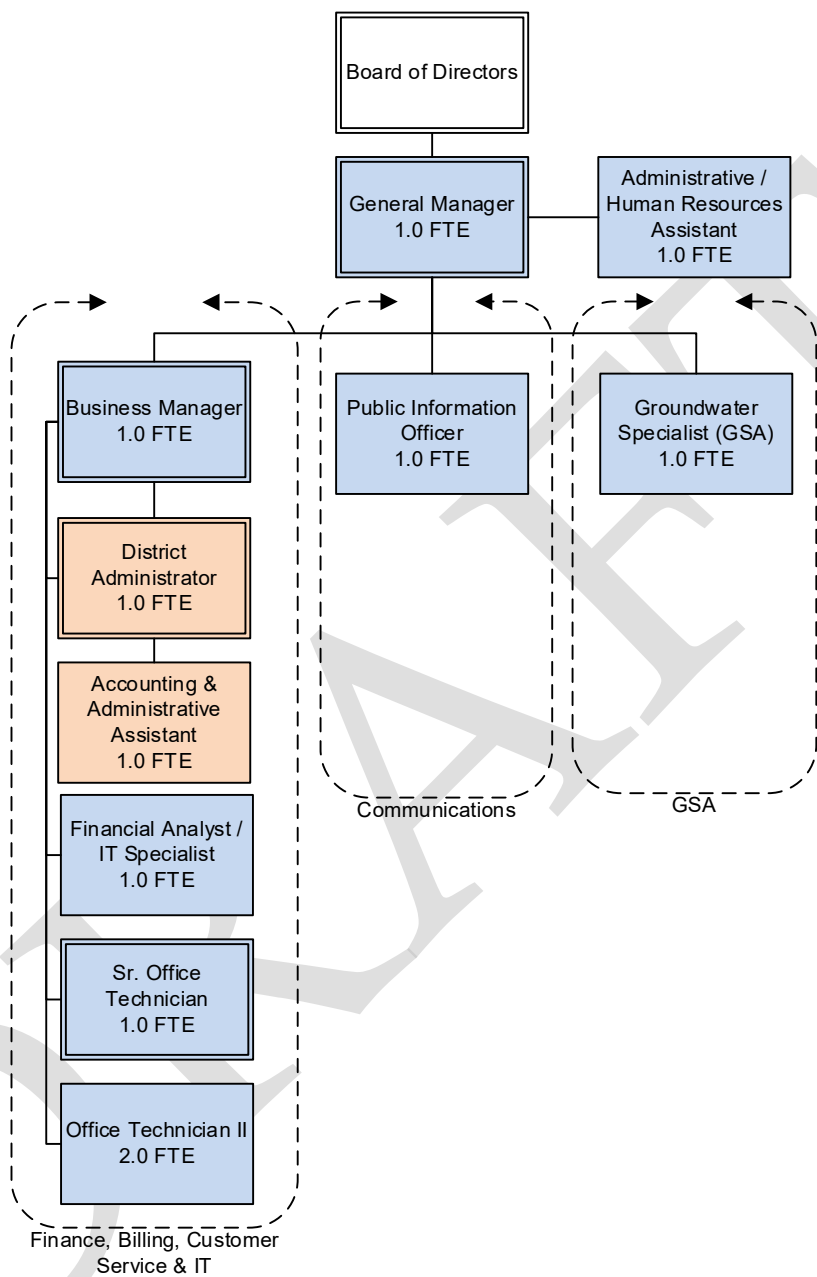 Board of Directors
General Manager
1.0 FTE
Administrative /
Human Resources
Assistant
1.0 FTE
Business Manager
1.0 FTE
Public Information
Officer
1.0 FTE
Groundwater
Specialist (GSA)
1.0 FTE
District
Administrator
1.0 FTE
Accounting &
Administrative
Assistant
1.0 FTE
Financial Analyst /
IT Specialist
1.0 FTE
Sr. Office
Technician
1.0 FTE
Office Technician II
2.0 FTE
Finance, Billing, Customer
Service & IT
Communications
GSA
DRAFT